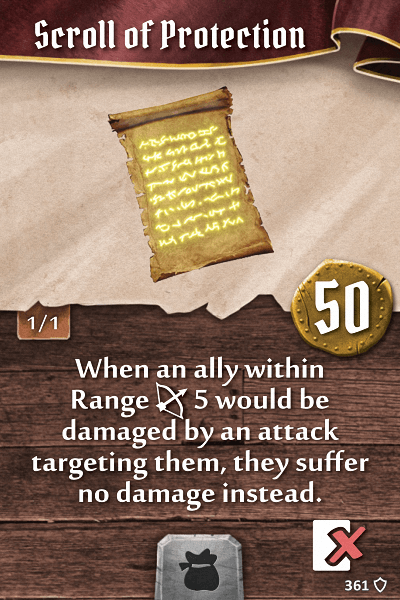 Scroll of Protection
50
1/1
When an ally within
Range 5 would be
damaged by an attack
targeting them, they suffer
no damage instead.
361